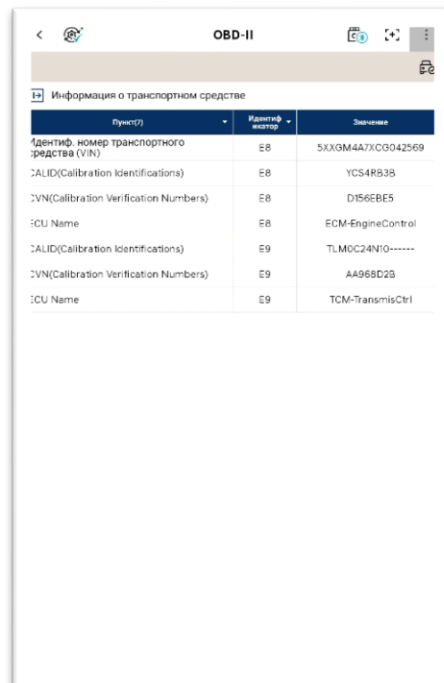 OBD-II
Информация о транспортном средстве
Пункт(7) Идентиф икатор Значение
Идентиф. номер транспортного средства (VIN) E8 5XXGM4A7XCG042569
CALID(Calibration Identifications) E8 YCS4RB3B
CVN(Calibration Verification Numbers) E8 D156EBE5
ECU Name E8 ECM-EngineControl
CALID(Calibration Identifications) E9 TLM0C24N10------
CVN(Calibration Verification Numbers) E9 AA968D2B
ECU Name E9 TCM-TransmisCtrl